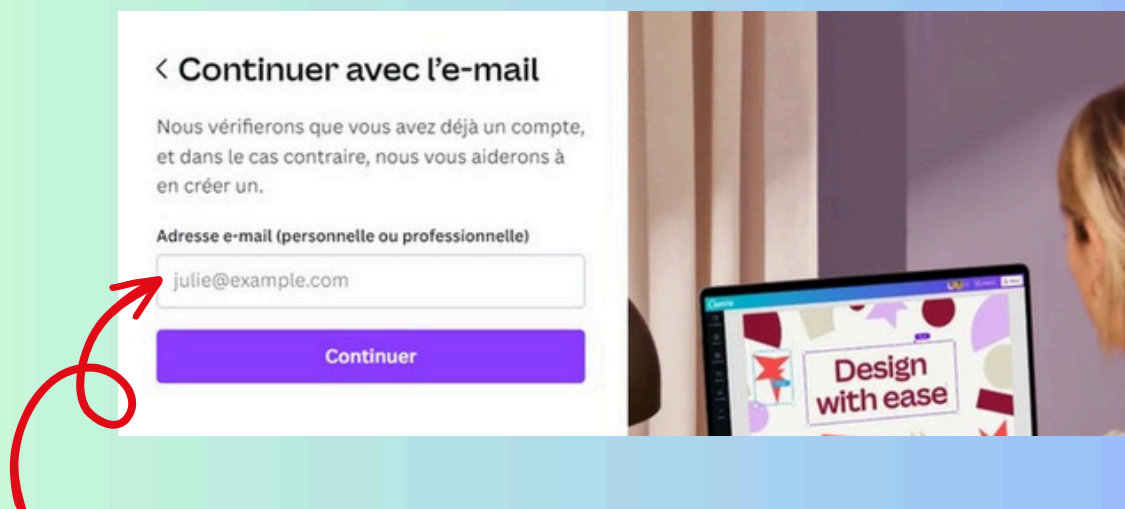 < Continuer avec l’e-mail
Nous vérifierons que vous avez déjà un compte,
et dans le cas contraire, nous vous aiderons à
en créer un.
Adresse e-mail (personnelle ou professionnelle)
julie@example.com
Continuer
Canva
Design
with ease